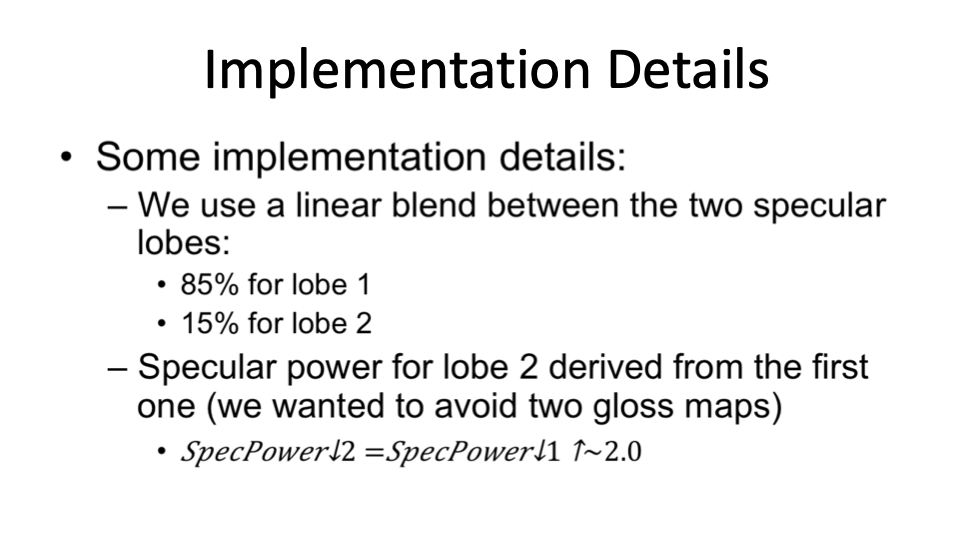 Implementation Details
• Some implementation details:
– We use a linear blend between the two specular
lobes:
• 85% for lobe 1
• 15% for lobe 2
– Specular power for lobe 2 derived from the first
one (we wanted to avoid two gloss maps)
• 𝑆𝑝𝑒𝑐𝑃𝑜𝑤𝑒𝑟↓2 =𝑆𝑝𝑒𝑐𝑃𝑜𝑤𝑒𝑟↓1 ↑~2.0